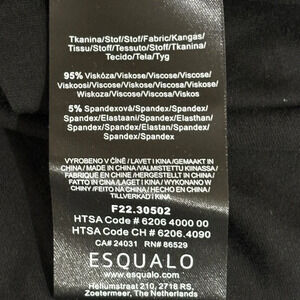 Tkanina/Stof/Stof/Fabric/Kangas/
Tissu/Stoff/Tessuto/Stoff/Tkanina/
Tecido/Tela/Tyg
95% Viskóza/Viskose/Viscose/Viscose/
Viskoosi/Viscose/Viskose/Viscosa/Viskose/
Wiskoza/Viscose/Viscosa/Viskos
5% Spandexová/Spandex/Spandex/
Spandex/Elastaani/Spandex/Elasthan/
Spandex/Spandex/Elastan/Spandex/
Spandex/Spandex
VYROBENO V ČÍNĚ / LAVET I KINA/GEMAAKT IN
CHINA / MADE IN CHINA/VALMISTETTU KIINASSA/
FABRIQUE EN CHINE /HERGESTELLT IN CHINA/
FATTO IN CINA/LAGET I KINA/WYKONANO W
CHINY /FEITO NA CHINA/ HECHO EN CHINA/
TILLVERKAD I KINA/
F22.30502
HTSA Code # 6206 4000 00
HTSA Code CH # 6206.4090
CA# 24031 RN# 86529
ESQUALO
esqualo.com
Heliumstraat 210, 2718 RS,
Zoetermeer, The Netherlands